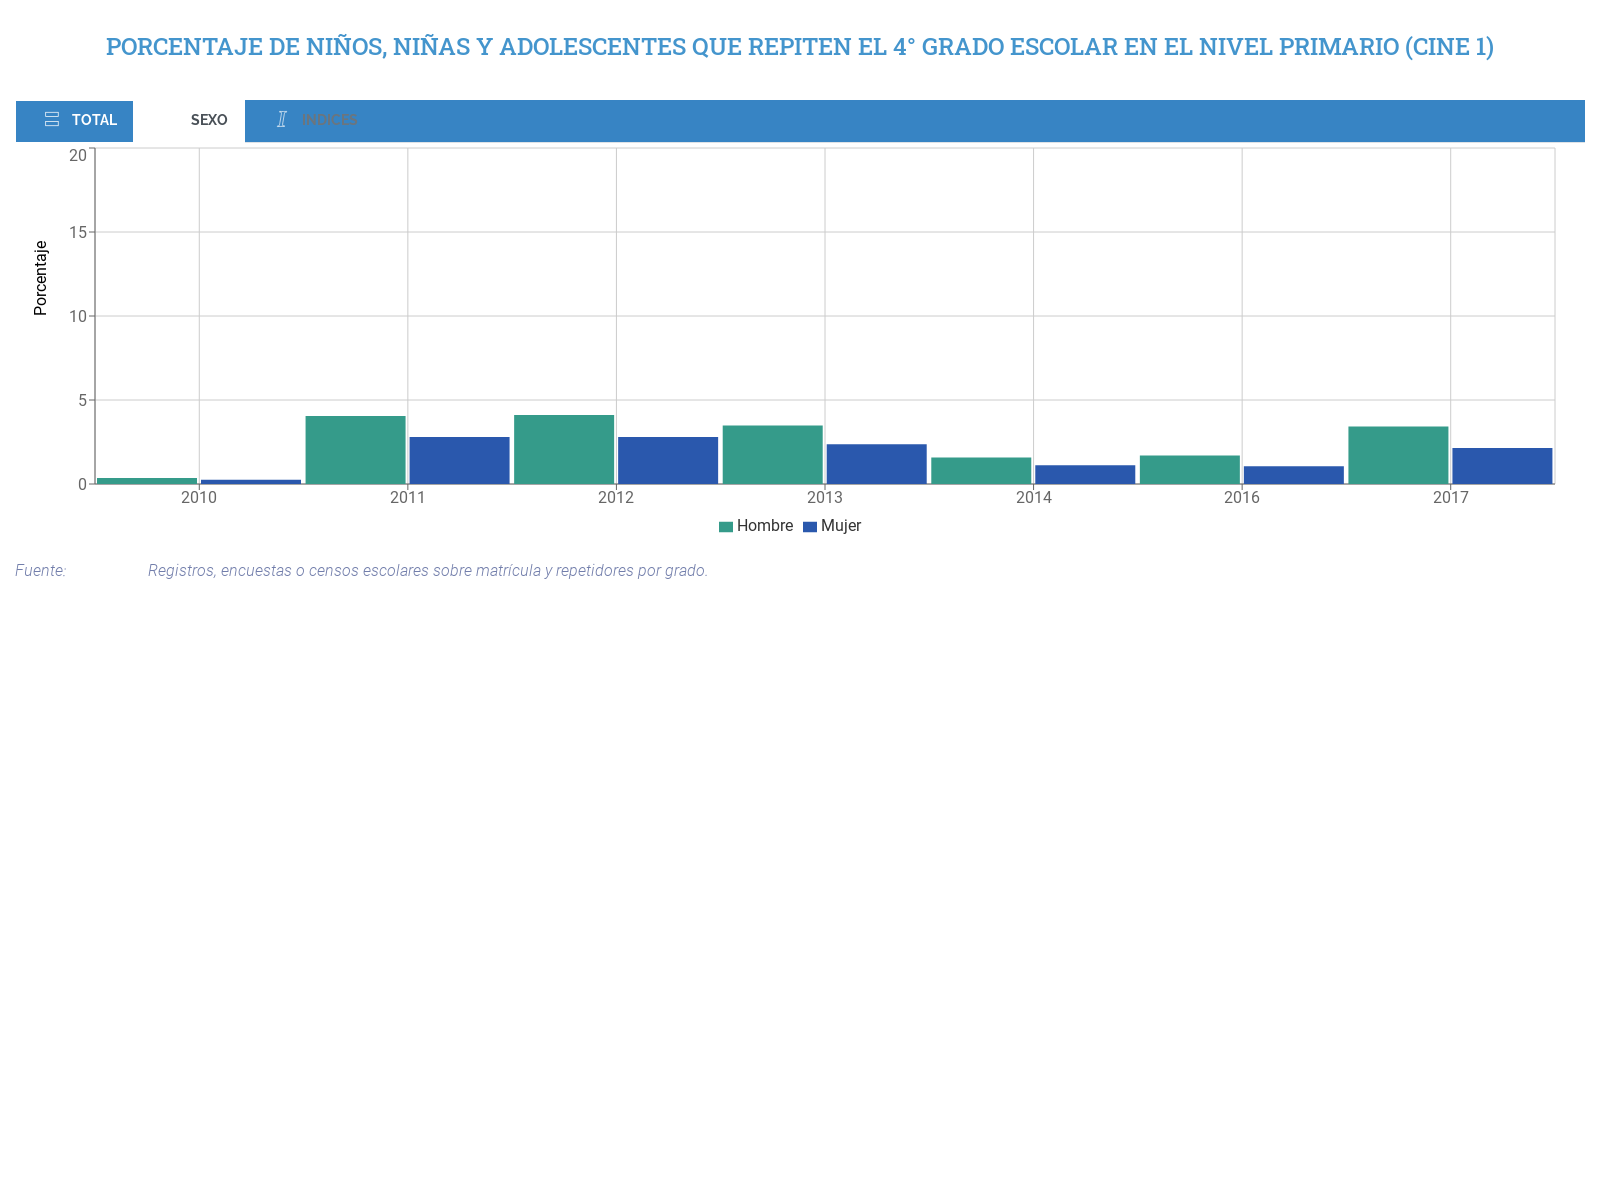 PORCENTAJE DE NIÑOS, NIÑAS Y ADOLESCENTES QUE REPITEN EL 4° GRADO ESCOLAR EN EL NIVEL PRIMARIO (CINE 1)
TOTAL SEXO INDICES
20
15
10
5
0
Porcentaje
2010 2011 2012 2013 2014 2016 2017
Hombre Mujer
Fuente: Registros, encuestas o censos escolares sobre matrícula y repetidores por grado.